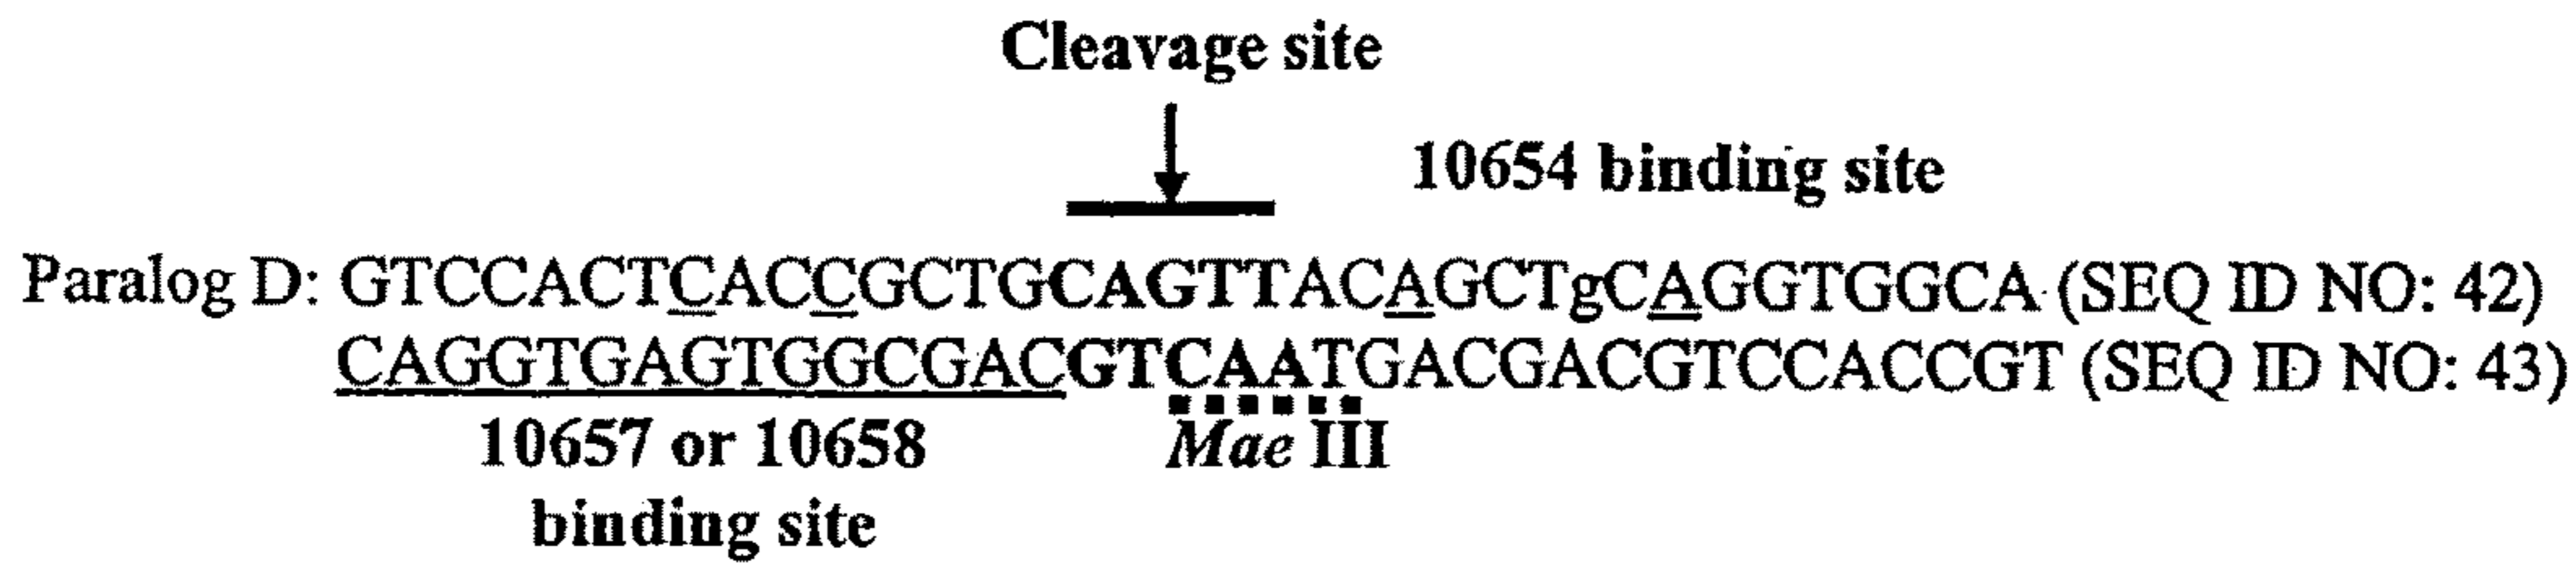 Cleavage site
10654 binding site
Paralog D: GTCCACTCACCGCTGCAGTTACAGCTgCAGGTGGCA (SEQ ID NO: 42)
CAGGTGAGTGGCGACGTCAATGACGACGTCCACCGT (SEQ ID NO: 43)
10657 or 10658
Mae III
binding site